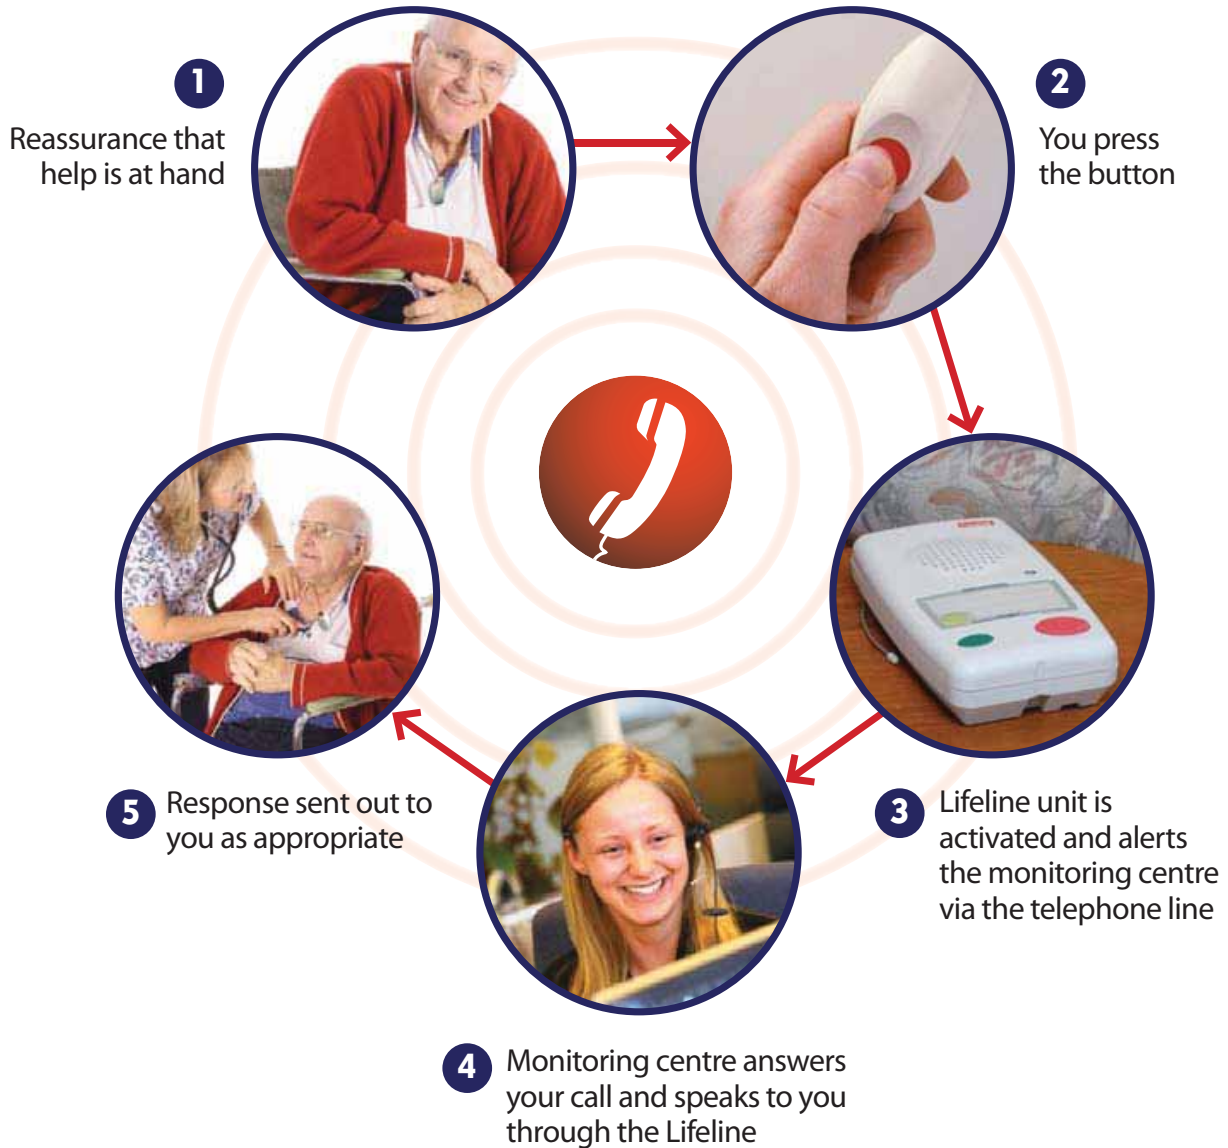 1
Reassurance that
help is at hand
2
You press
the button
3
Lifeline unit is
activated and alerts
the monitoring centre
via the telephone line
4
Monitoring centre answers
your call and speaks to you
through the Lifeline
5
Response sent out to
you as appropriate